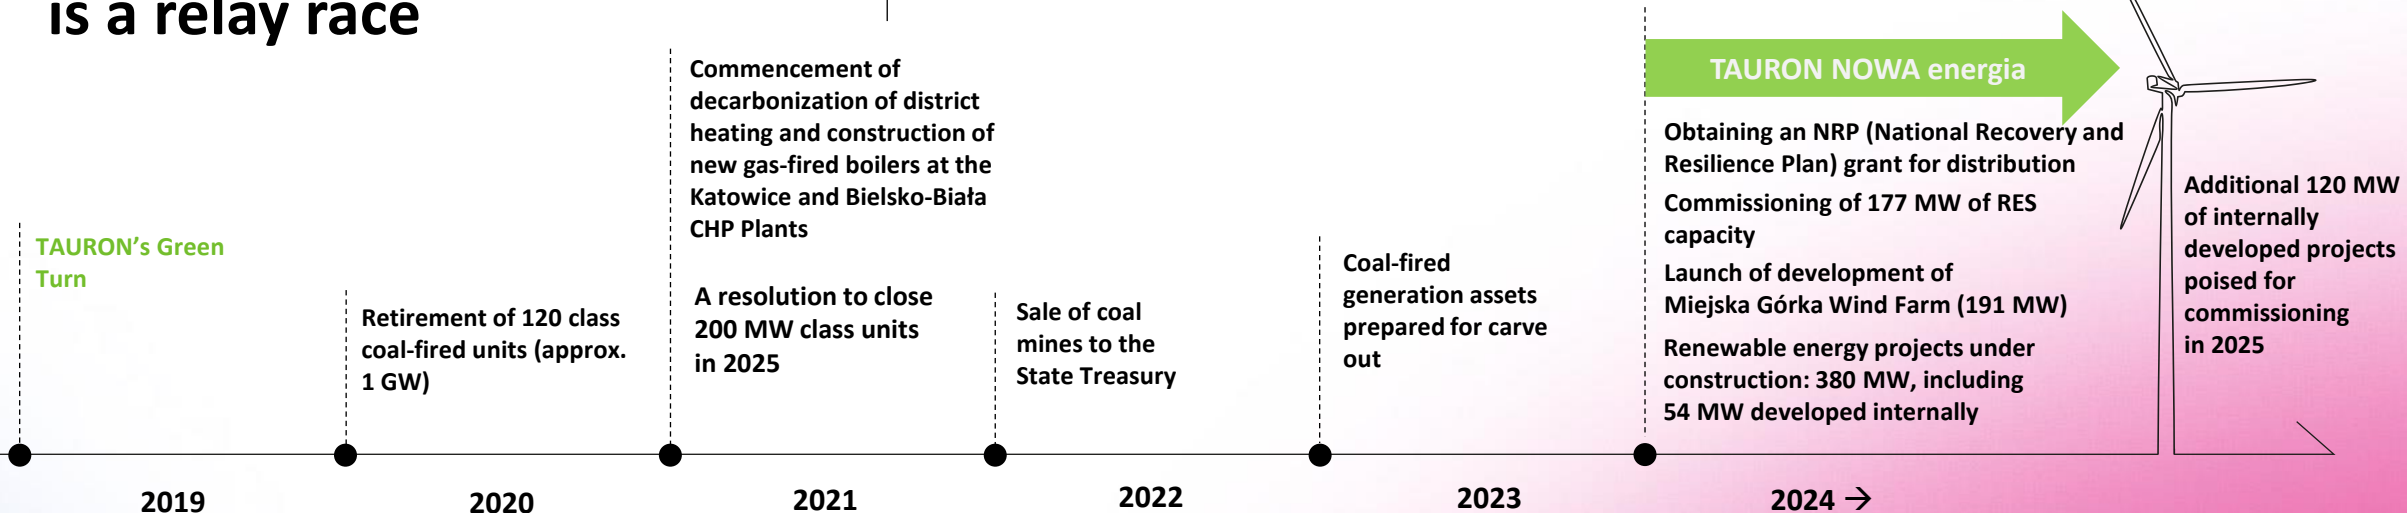 is a relay race
TAURON's Green
Turn
Retirement of 120 class
coal-fired units (approx.
1 GW)
Commencement of
decarbonization of district
heating and construction of
new gas-fired boilers at the
Katowice and Bielsko-Biała
CHP Plants
A resolution to close
200 MW class units
in 2025
Sale of coal
mines to the
State Treasury
Coal-fired
generation assets
prepared for carve
out
TAURON NOWA energia
Obtaining an NRP (National Recovery and
Resilience Plan) grant for distribution
Commissioning of 177 MW of RES
capacity
Launch of development of
Miejska Górka Wind Farm (191 MW)
Renewable energy projects under
construction: 380 MW, including
54 MW developed internally
Additional 120 MW
of internally
developed projects
poised for
commissioning
in 2025
2019
2020
2021
2022
2023
2024 →